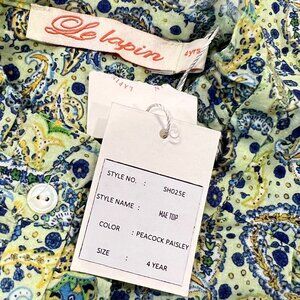 Le lapin
4YRS
STYLE NO. : SH025E
STYLE NAME : MAE TOP
COLOR : PEACOCK PAISLEY
SIZE : 4 YEAR